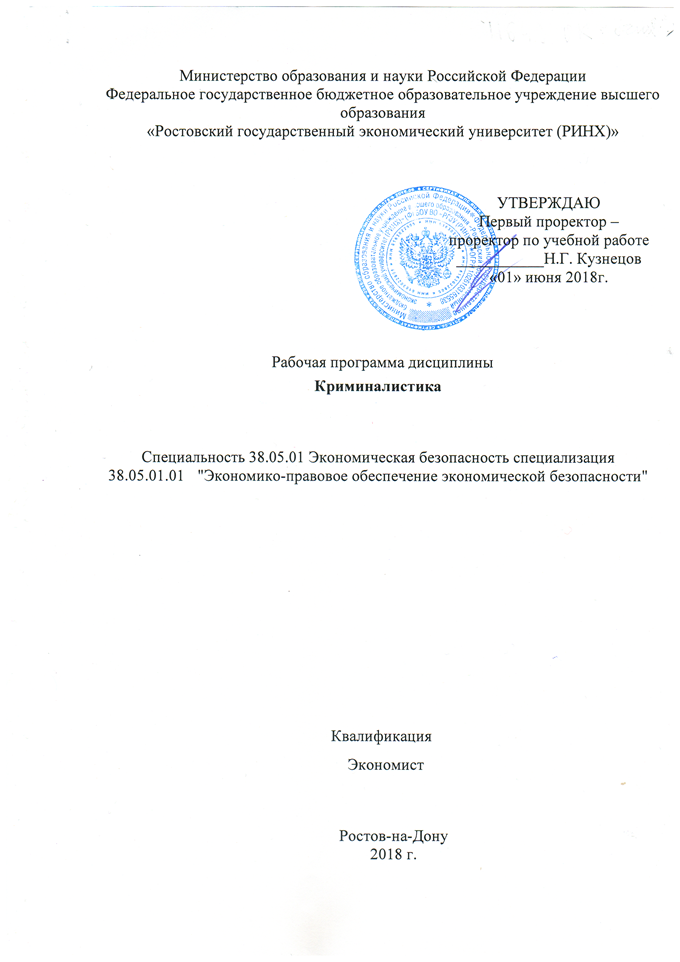 Министерство образования и науки Российской Федерации
Федеральное государственное бюджетное образовательное учреждение высшего
образования
«Ростовский государственный экономический университет (РИНХ)»
УТВЕРЖДАЮ
Первый проректор –
проректор по учебной работе
___________Н.Г. Кузнецов
«01» июня 2018г.
Рабочая программа дисциплины
Криминалистика
Специальность 38.05.01 Экономическая безопасность специализация
38.05.01.01 "Экономико-правовое обеспечение экономической безопасности"
Квалификация
Экономист
Ростов-на-Дону
2018 г.